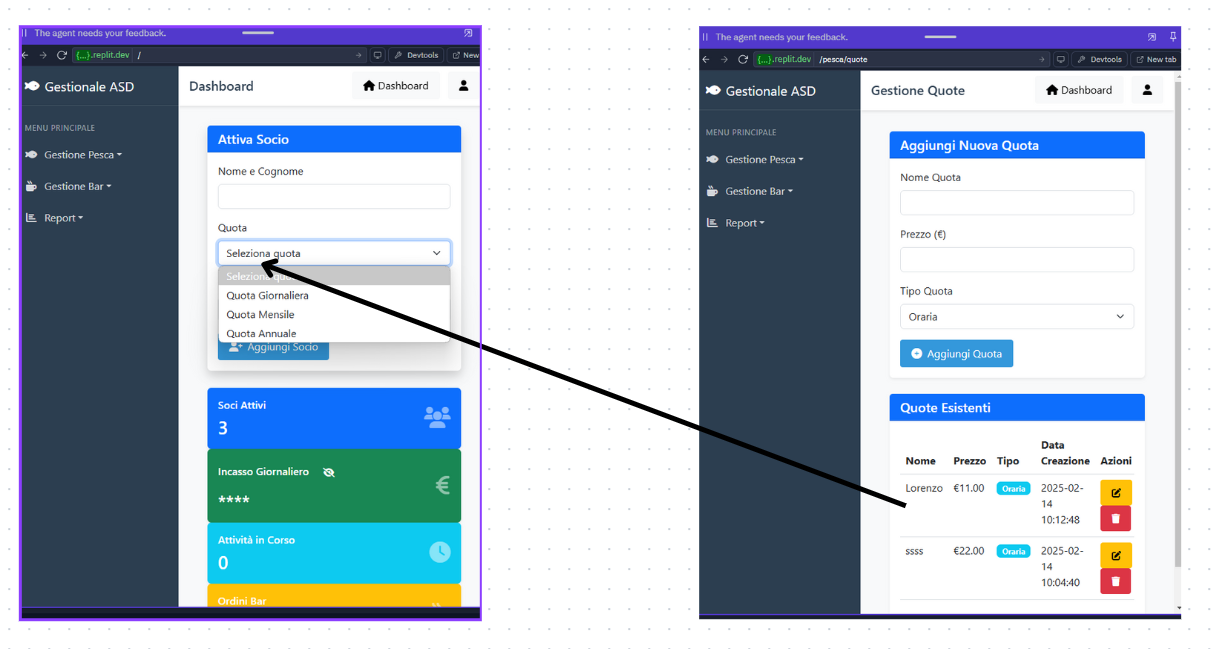 The agent needs your feedback.
{...}.replit.dev /
Devtools
New
Gestionale ASD
Dashboard
Dashboard
MENU PRINCIPALE
Gestione Pesca
Gestione Bar
Report
Attiva Socio
Nome e Cognome
Quota
Seleziona quota
Seleziona quota
Quota Giornaliera
Quota Mensile
Quota Annuale
Aggiungi Socio
Soci Attivi
3
Incasso Giornaliero
****
€
Attività in Corso
0
Ordini Bar
The agent needs your feedback.
{...}.replit.dev /pesca/quote
Devtools
New tab
Gestionale ASD
Gestione Quote
Dashboard
MENU PRINCIPALE
Gestione Pesca
Gestione Bar
Report
Aggiungi Nuova Quota
Nome Quota
Prezzo (€)
Tipo Quota
Oraria
Aggiungi Quota
Quote Esistenti
Data
Nome Prezzo Tipo Creazione Azioni
Lorenzo €11.00 Oraria 2025-02-
14
10:12:48
ssss €22.00 Oraria 2025-02-
14
10:04:40